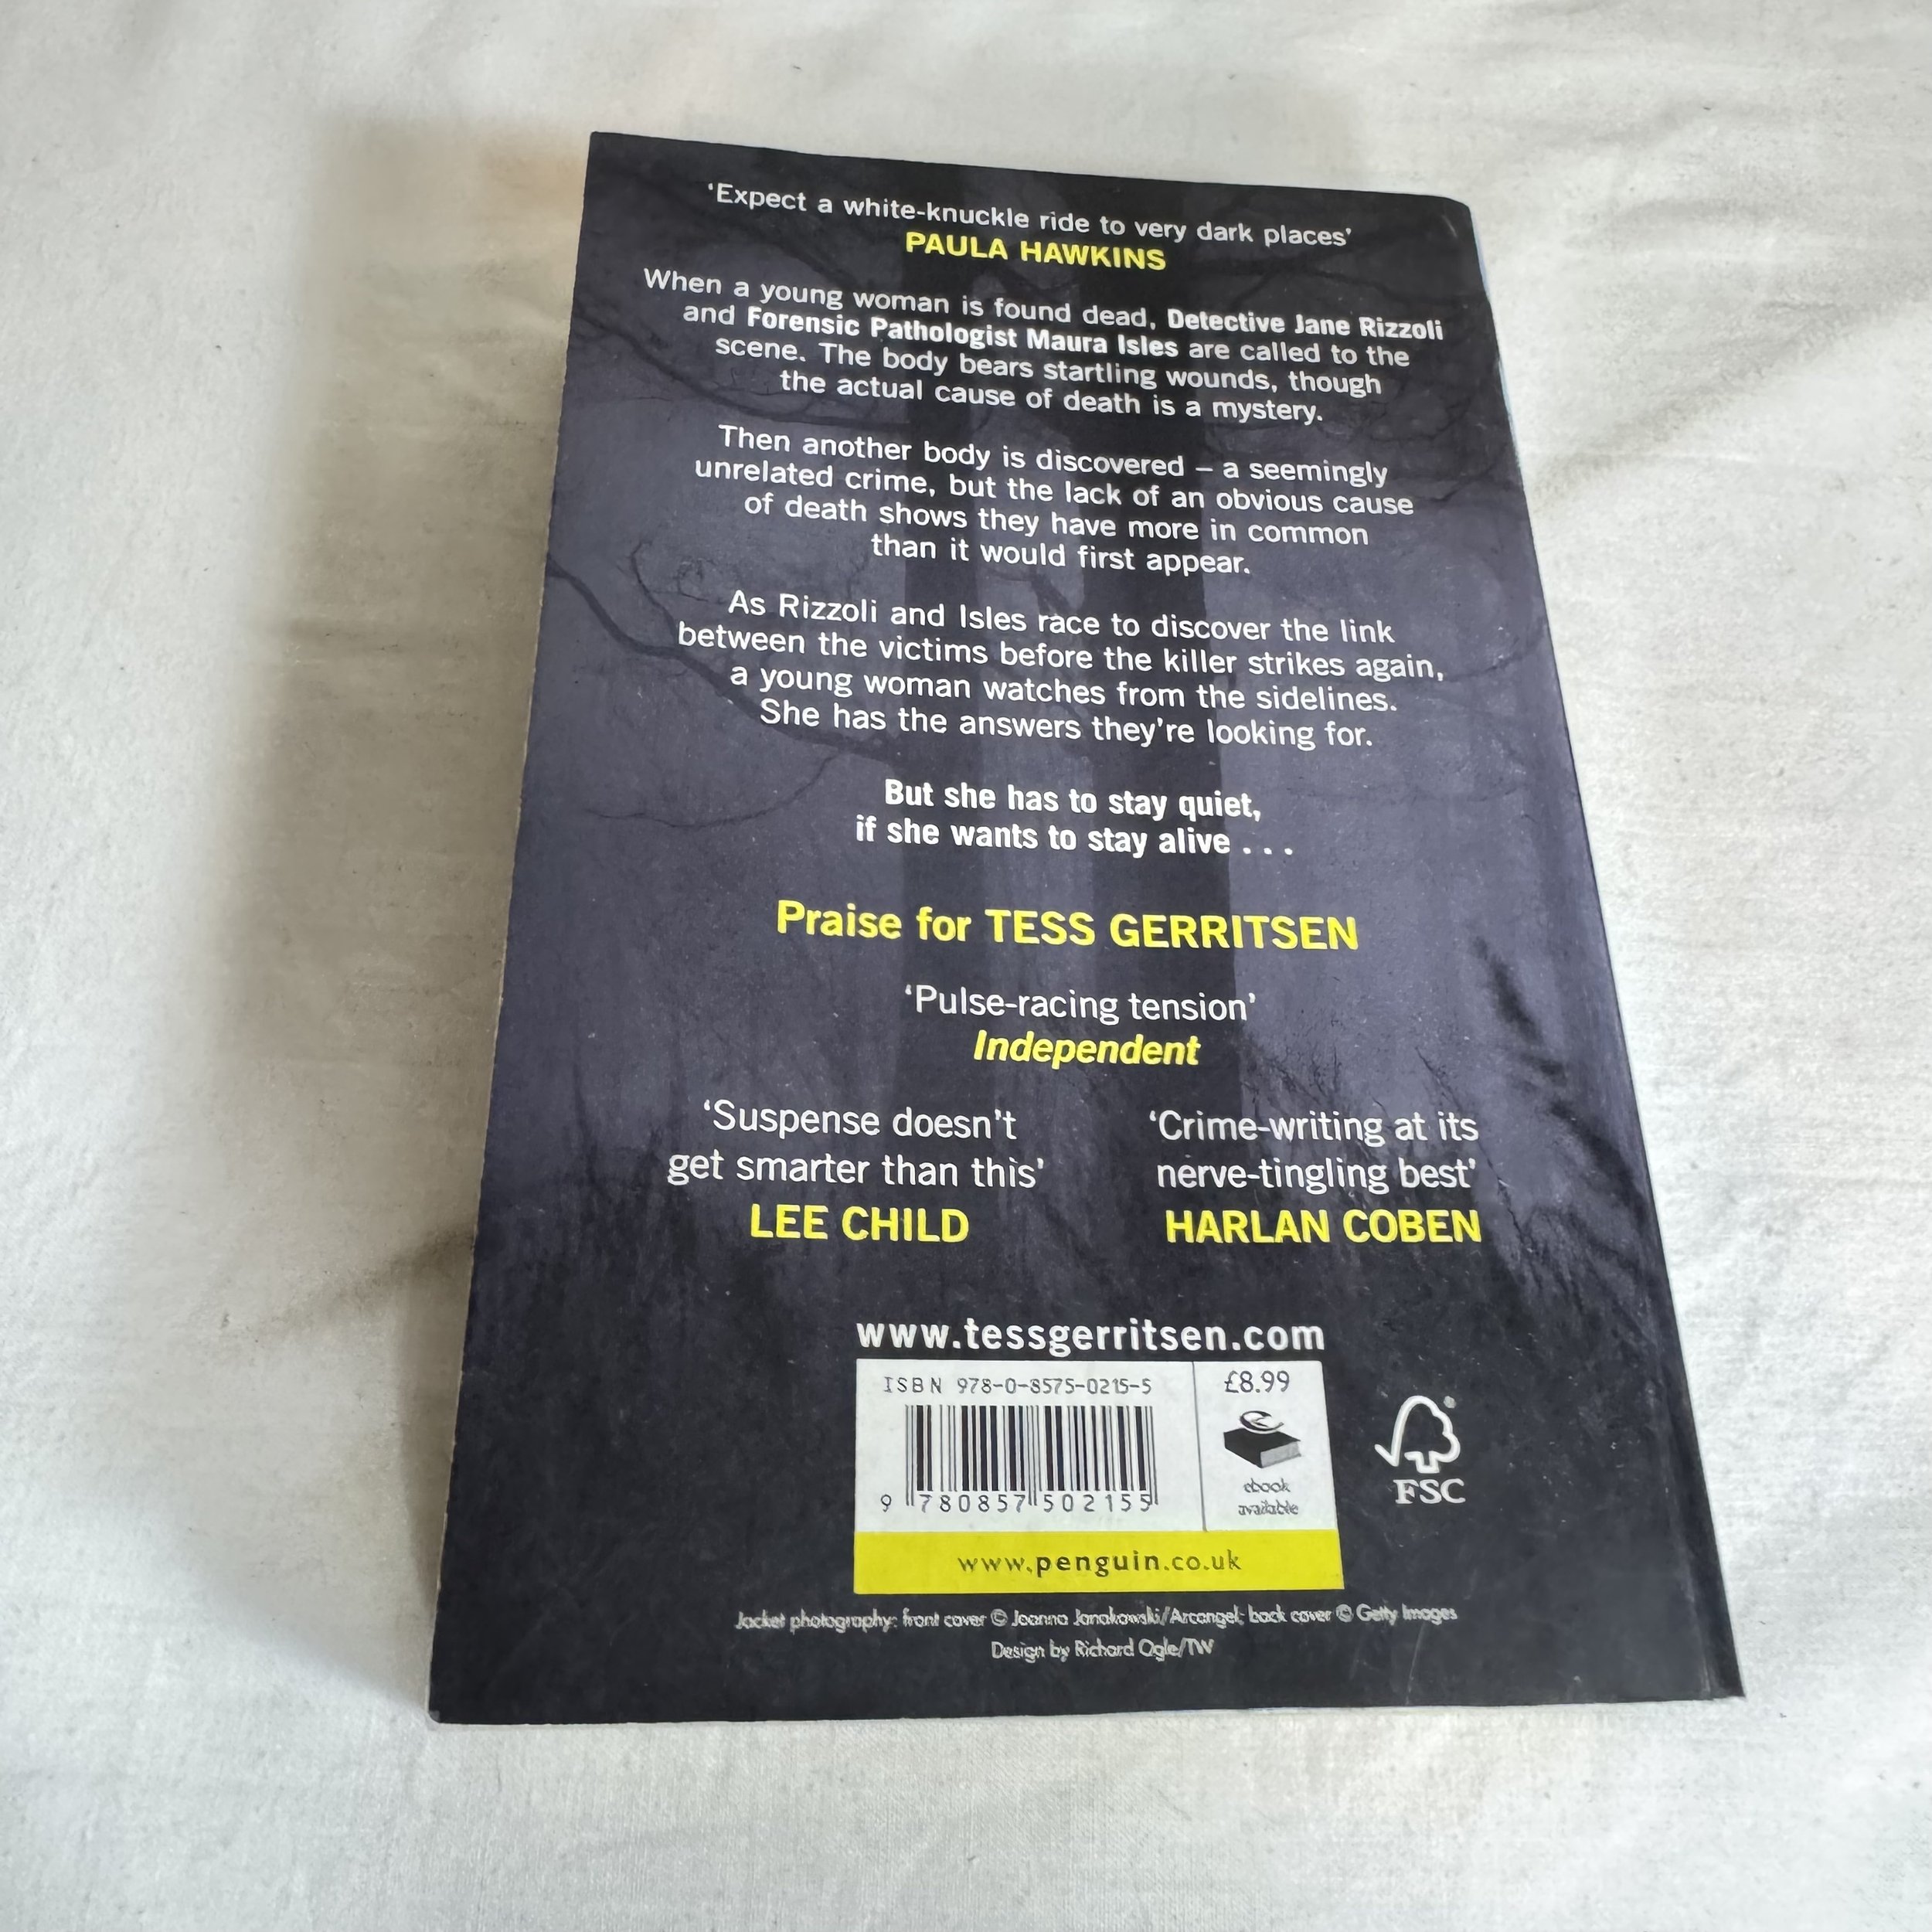 ‘Expect a white-knuckle ride to very dark places’
PAULA HAWKINS
When a young woman is found dead, Detective Jane Rizzoli
and Forensic Pathologist Maura Isles are called to the
scene. The body bears startling wounds, though
the actual cause of death is a mystery.
Then another body is discovered – a seemingly
unrelated crime, but the lack of an obvious cause
of death shows they have more in common
than it would first appear.
As Rizzoli and Isles race to discover the link
between the victims before the killer strikes again,
a young woman watches from the sidelines.
She has the answers they’re looking for.
But she has to stay quiet,
if she wants to stay alive . . .
Praise for TESS GERRITSEN
‘Pulse-racing tension’
Independent
‘Suspense doesn’t
get smarter than this’
LEE CHILD
‘Crime-writing at its
nerve-tingling best’
HARLAN COBEN
www.tessgerritsen.com
ISBN 978-0-8575-0215-5
£8.99
9 780857 502155
ebook
available
FSC
www.penguin.co.uk
Jacket photography: front cover © Joanna Jankowski/Arcangel; back cover © Getty Images
Design by Richard Ogle/TW